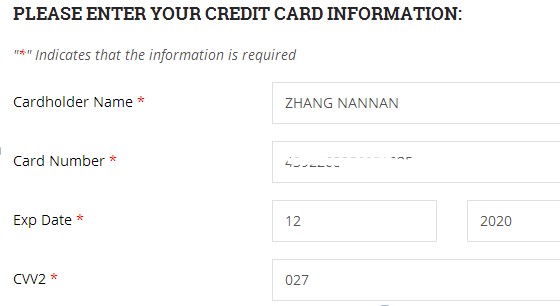 PLEASE ENTER YOUR CREDIT CARD INFORMATION:
"*" Indicates that the information is required
Cardholder Name * ZHANG NANNAN
Card Number *
Exp Date * 12 2020
CVV2 * 027